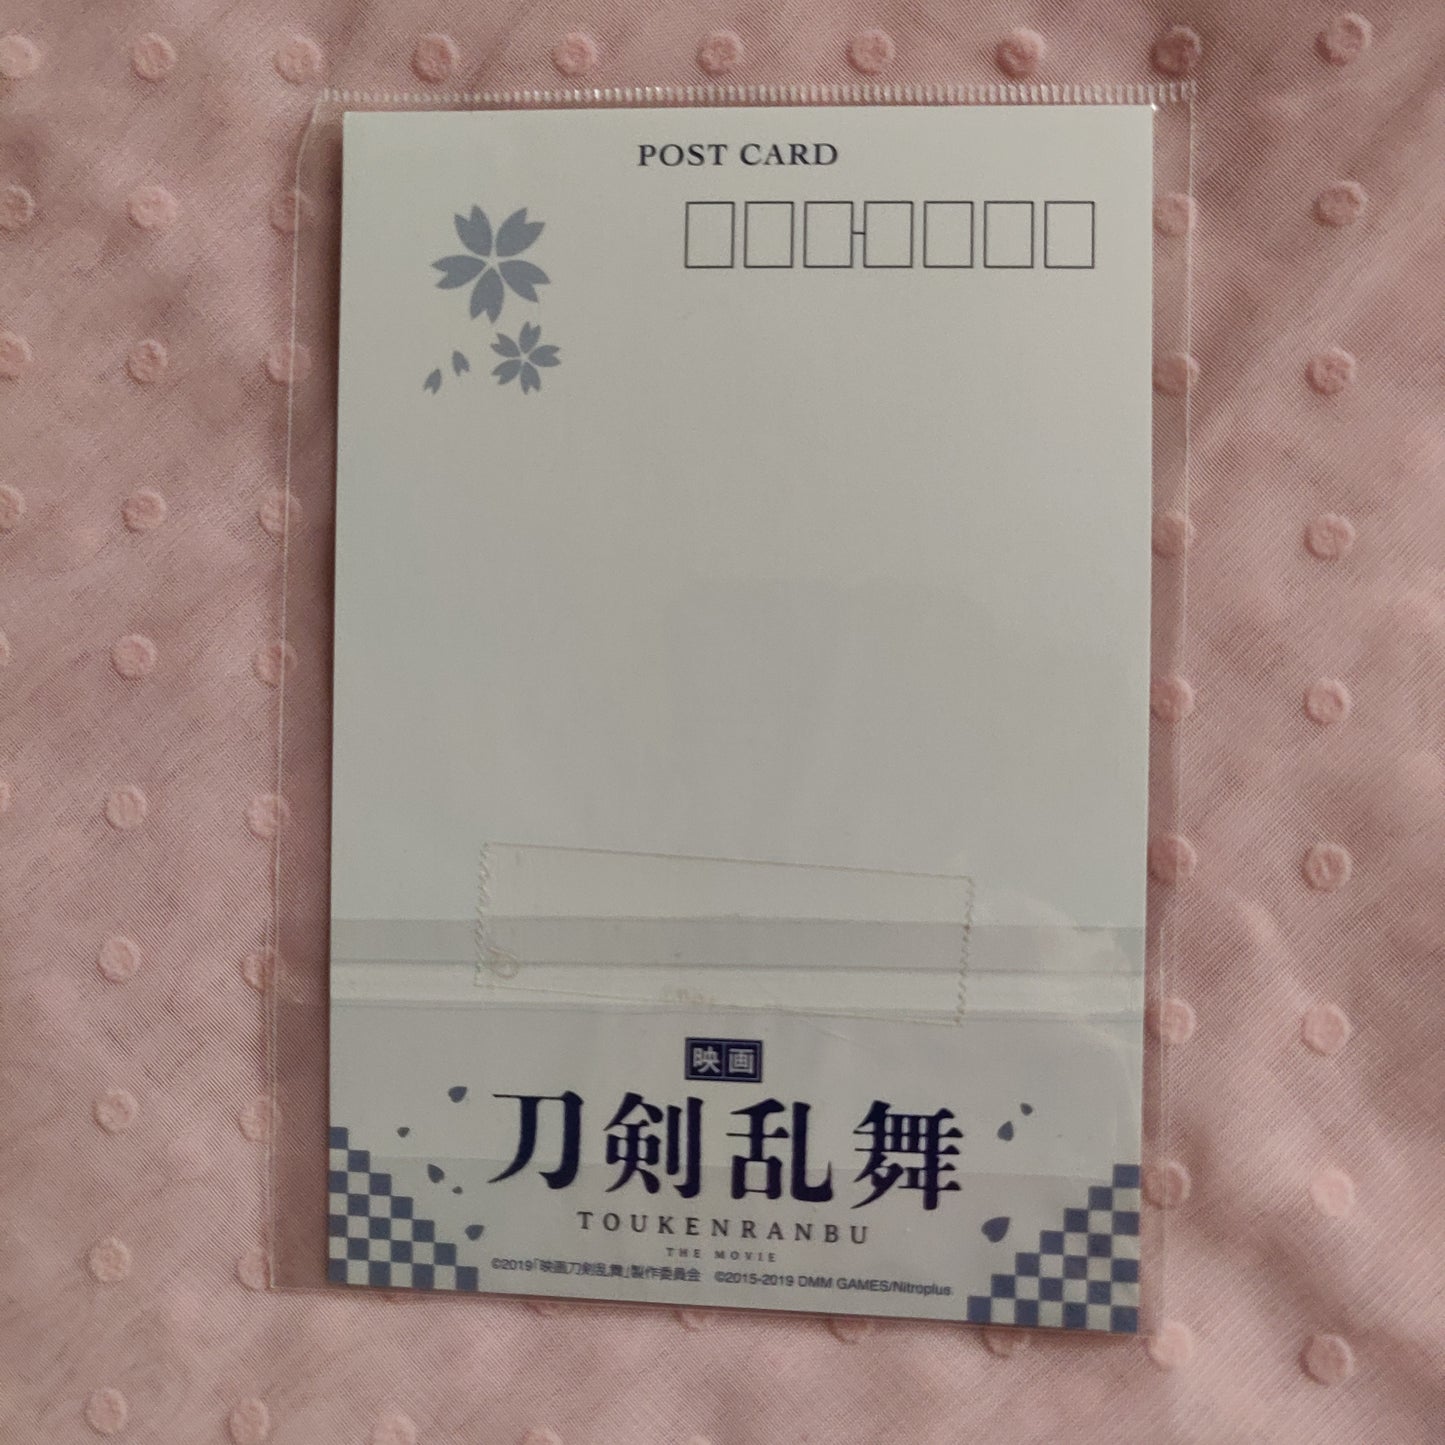 POST CARD
映画
刀剣乱舞
TOUKENRANBU
THE MOVIE
©2019「映画刀剣乱舞」製作委員会 ©2015-2019 DMM GAMES/Nitroplus